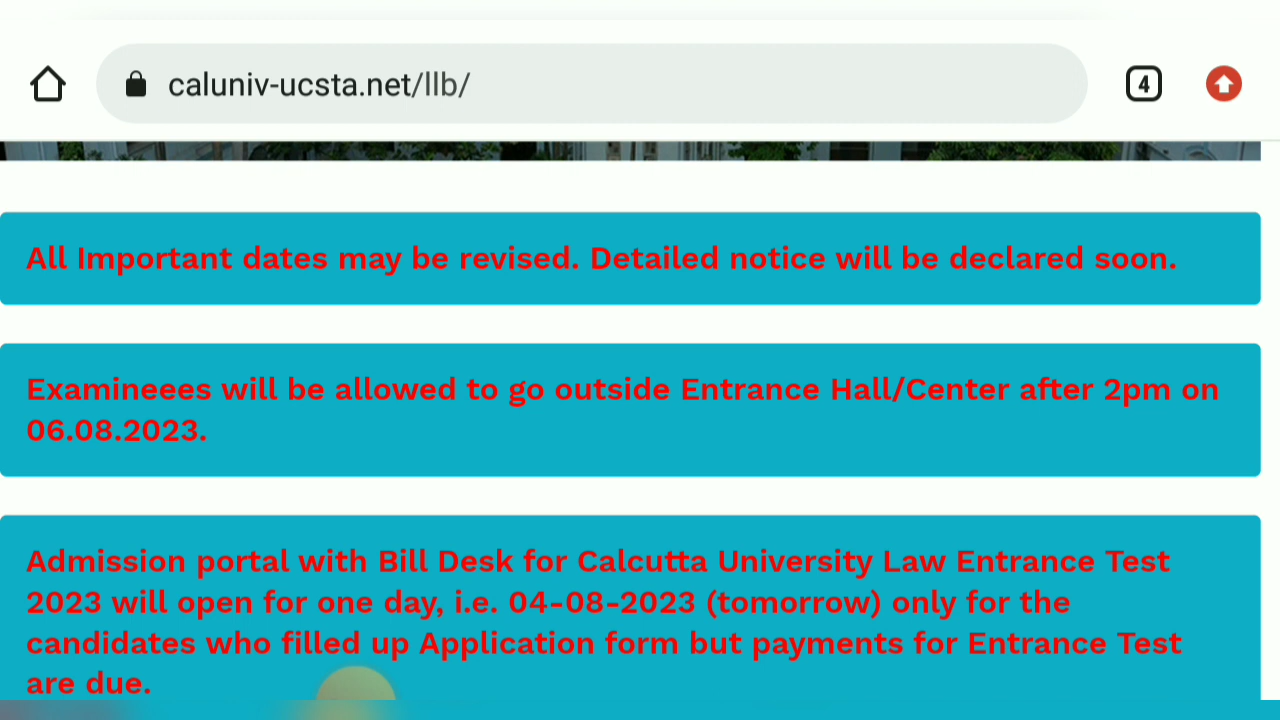 caluniv-ucsta.net/llb/
4
All Important dates may be revised. Detailed notice will be declared soon.
Examineees will be allowed to go outside Entrance Hall/Center after 2pm on
06.08.2023.
Admission portal with Bill Desk for Calcutta University Law Entrance Test
2023 will open for one day, i.e. 04-08-2023 (tomorrow) only for the
candidates who filled up Application form but payments for Entrance Test
are due.